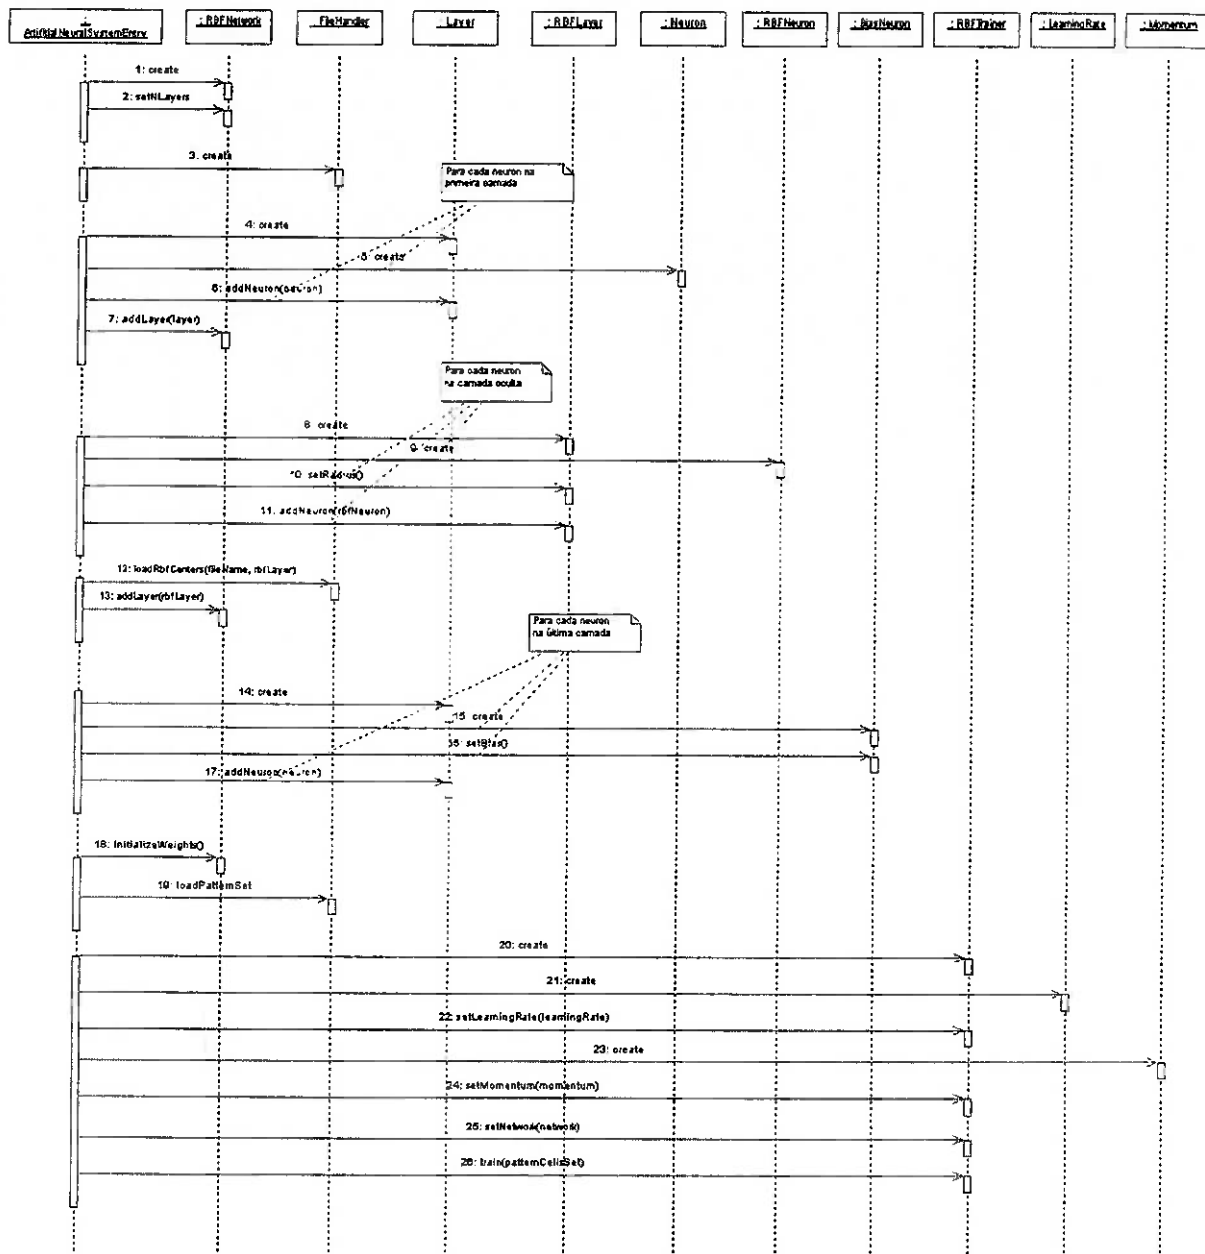 :
ArtificialNeuralSystemEntry
: RBFNetwork
: FileHandler
: Layer
: RBFLayer
: Neuron
: RBFNeuron
: BiasNeuron
: RBFTrainer
: LearningRate
: Momentum
1: create
2: setNLayers
3: create
Para cada neuron na
primeira camada
4: create
5: create
6: addNeuron(neuron)
7: addLayer(layer)
Para cada neuron
na camada oculta
8: create
9: create
10: setRadius()
11: addNeuron(rbfNeuron)
12: loadRbfCenters(fileName, rbfLayer)
13: addLayer(rbfLayer)
Para cada neuron
na última camada
14: create
15: create
16: setBias()
17: addNeuron(neuron)
18: initializeWeights()
19: loadPatternSet
20: create
21: create
22: setLearningRate(learningRate)
23: create
24: setMomentum(momentum)
25: setNetwork(network)
26: train(patternCellsSet)